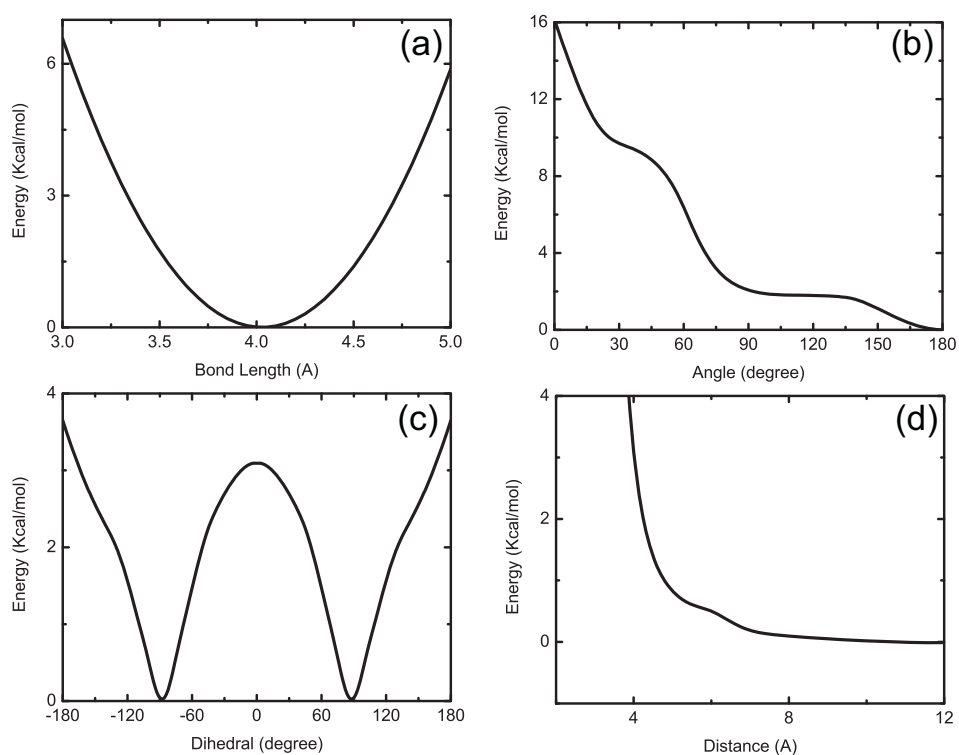 (a)
Energy (Kcal/mol)
6
3
0
3.0 3.5 4.0 4.5 5.0
Bond Length (A)
(b)
Energy (Kcal/mol)
16
12
8
4
0
0 30 60 90 120 150 180
Angle (degree)
(c)
Energy (Kcal/mol)
4
2
0
-180 -120 -60 0 60 120 180
Dihedral (degree)
(d)
Energy (Kcal/mol)
4
2
0
4 8 12
Distance (A)